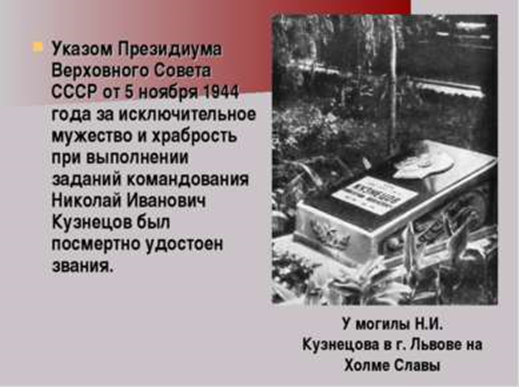 Указом Президиума
Верховного Совета
СССР от 5 ноября 1944
года за исключительное
мужество и храбрость
при выполнении
заданий командования
Николай Иванович
Кузнецов был
посмертно удостоен
звания.
КУЗНЕЦОВ
У могилы Н.И.
Кузнецова в г. Львове на
Холме Славы